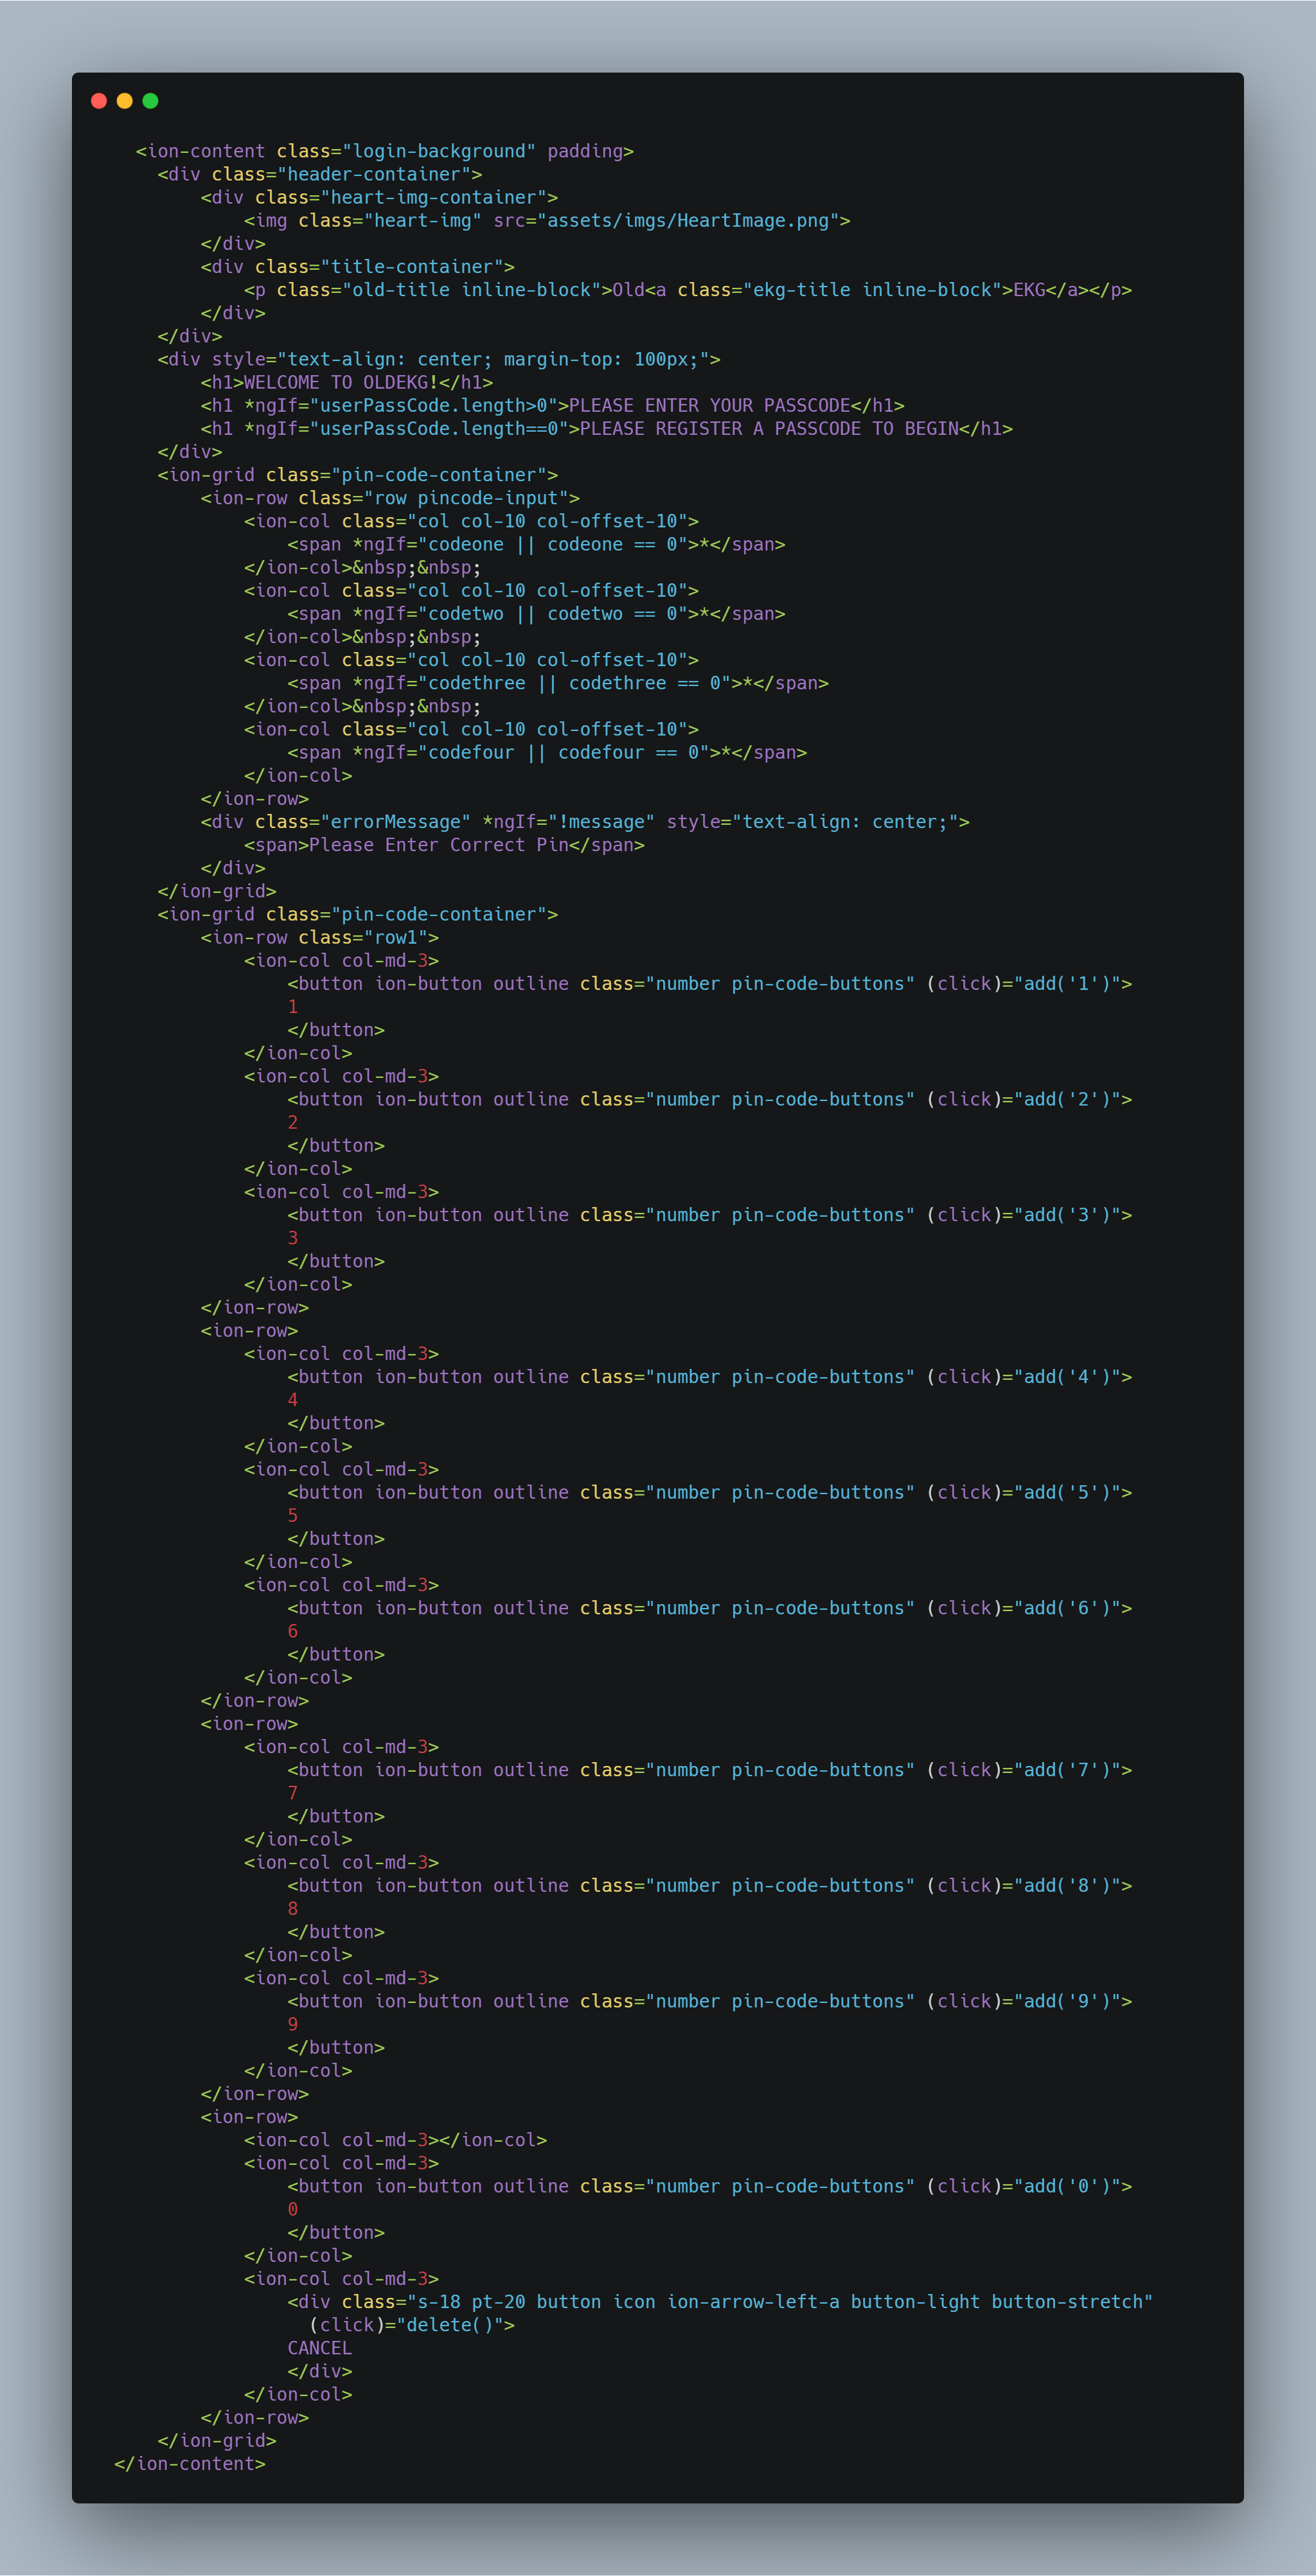 <ion-content class="login-background" padding>
<div class="header-container">
<div class="heart-img-container">
<img class="heart-img" src="assets/imgs/HeartImage.png">
</div>
<div class="title-container">
<p class="old-title inline-block">Old<a class="ekg-title inline-block">EKG</a></p>
</div>
</div>
<div style="text-align: center; margin-top: 100px;">
<h1>WELCOME TO OLDEKG!</h1>
<h1 *ngIf="userPassCode.length>0">PLEASE ENTER YOUR PASSCODE</h1>
<h1 *ngIf="userPassCode.length==0">PLEASE REGISTER A PASSCODE TO BEGIN</h1>
</div>
<ion-grid class="pin-code-container">
<ion-row class="row pincode-input">
<ion-col class="col col-10 col-offset-10">
<span *ngIf="codeone || codeone == 0">*</span>
</ion-col>&nbsp;&nbsp;
<ion-col class="col col-10 col-offset-10">
<span *ngIf="codetwo || codetwo == 0">*</span>
</ion-col>&nbsp;&nbsp;
<ion-col class="col col-10 col-offset-10">
<span *ngIf="codethree || codethree == 0">*</span>
</ion-col>&nbsp;&nbsp;
<ion-col class="col col-10 col-offset-10">
<span *ngIf="codefour || codefour == 0">*</span>
</ion-col>
</ion-row>
<div class="errorMessage" *ngIf="!message" style="text-align: center;">
<span>Please Enter Correct Pin</span>
</div>
</ion-grid>
<ion-grid class="pin-code-container">
<ion-row class="row1">
<ion-col col-md-3>
<button ion-button outline class="number pin-code-buttons" (click)="add('1')">
1
</button>
</ion-col>
<ion-col col-md-3>
<button ion-button outline class="number pin-code-buttons" (click)="add('2')">
2
</button>
</ion-col>
<ion-col col-md-3>
<button ion-button outline class="number pin-code-buttons" (click)="add('3')">
3
</button>
</ion-col>
</ion-row>
<ion-row>
<ion-col col-md-3>
<button ion-button outline class="number pin-code-buttons" (click)="add('4')">
4
</button>
</ion-col>
<ion-col col-md-3>
<button ion-button outline class="number pin-code-buttons" (click)="add('5')">
5
</button>
</ion-col>
<ion-col col-md-3>
<button ion-button outline class="number pin-code-buttons" (click)="add('6')">
6
</button>
</ion-col>
</ion-row>
<ion-row>
<ion-col col-md-3>
<button ion-button outline class="number pin-code-buttons" (click)="add('7')">
7
</button>
</ion-col>
<ion-col col-md-3>
<button ion-button outline class="number pin-code-buttons" (click)="add('8')">
8
</button>
</ion-col>
<ion-col col-md-3>
<button ion-button outline class="number pin-code-buttons" (click)="add('9')">
9
</button>
</ion-col>
</ion-row>
<ion-row>
<ion-col col-md-3></ion-col>
<ion-col col-md-3>
<button ion-button outline class="number pin-code-buttons" (click)="add('0')">
0
</button>
</ion-col>
<ion-col col-md-3>
<div class="s-18 pt-20 button icon ion-arrow-left-a button-light button-stretch"
(click)="delete()">
CANCEL
</div>
</ion-col>
</ion-row>
</ion-grid>
</ion-content>